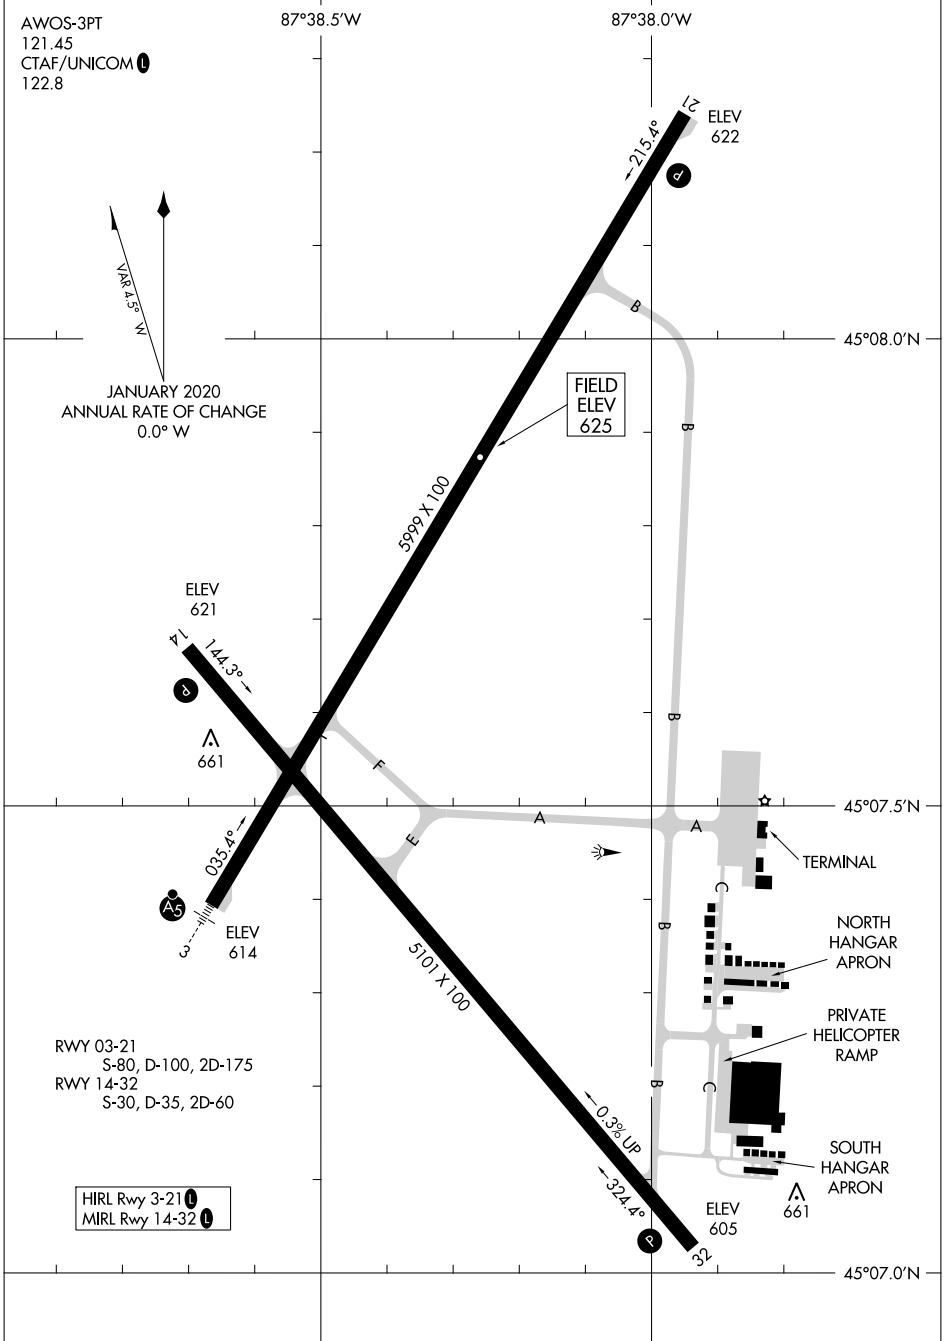 AWOS-3PT
121.45
CTAF/UNICOM L
122.8
87°38.5'W
87°38.0'W
21
ELEV
622
215.4°
P
VAR 4.5° W
JANUARY 2020
ANNUAL RATE OF CHANGE
0.0° W
B
45°08.0'N
FIELD
ELEV
625
B
5999 X 100
ELEV
621
14
144.3°
P
661
B
F
45°07.5'N
A
A
E
035.4°
TERMINAL
C
A5
3
ELEV
614
B
NORTH
HANGAR
APRON
5101 X 100
PRIVATE
HELICOPTER
RAMP
RWY 03-21
S-80, D-100, 2D-175
RWY 14-32
S-30, D-35, 2D-60
B
C
0.3% UP
SOUTH
HANGAR
APRON
324.4°
HIRL Rwy 3-21 L
MIRL Rwy 14-32 L
661
ELEV
605
P
32
45°07.0'N